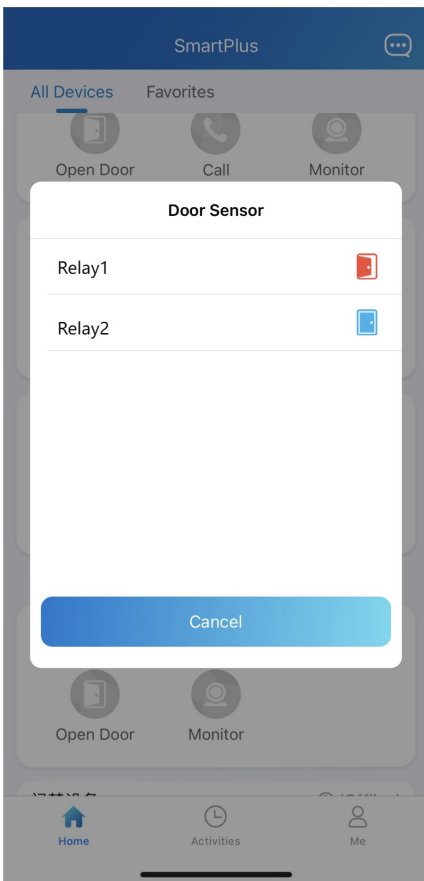 SmartPlus
All Devices Favorites
Open Door Call Monitor
Door Sensor
Relay1
Relay2
Cancel
Open Door Monitor
Home Activities Me